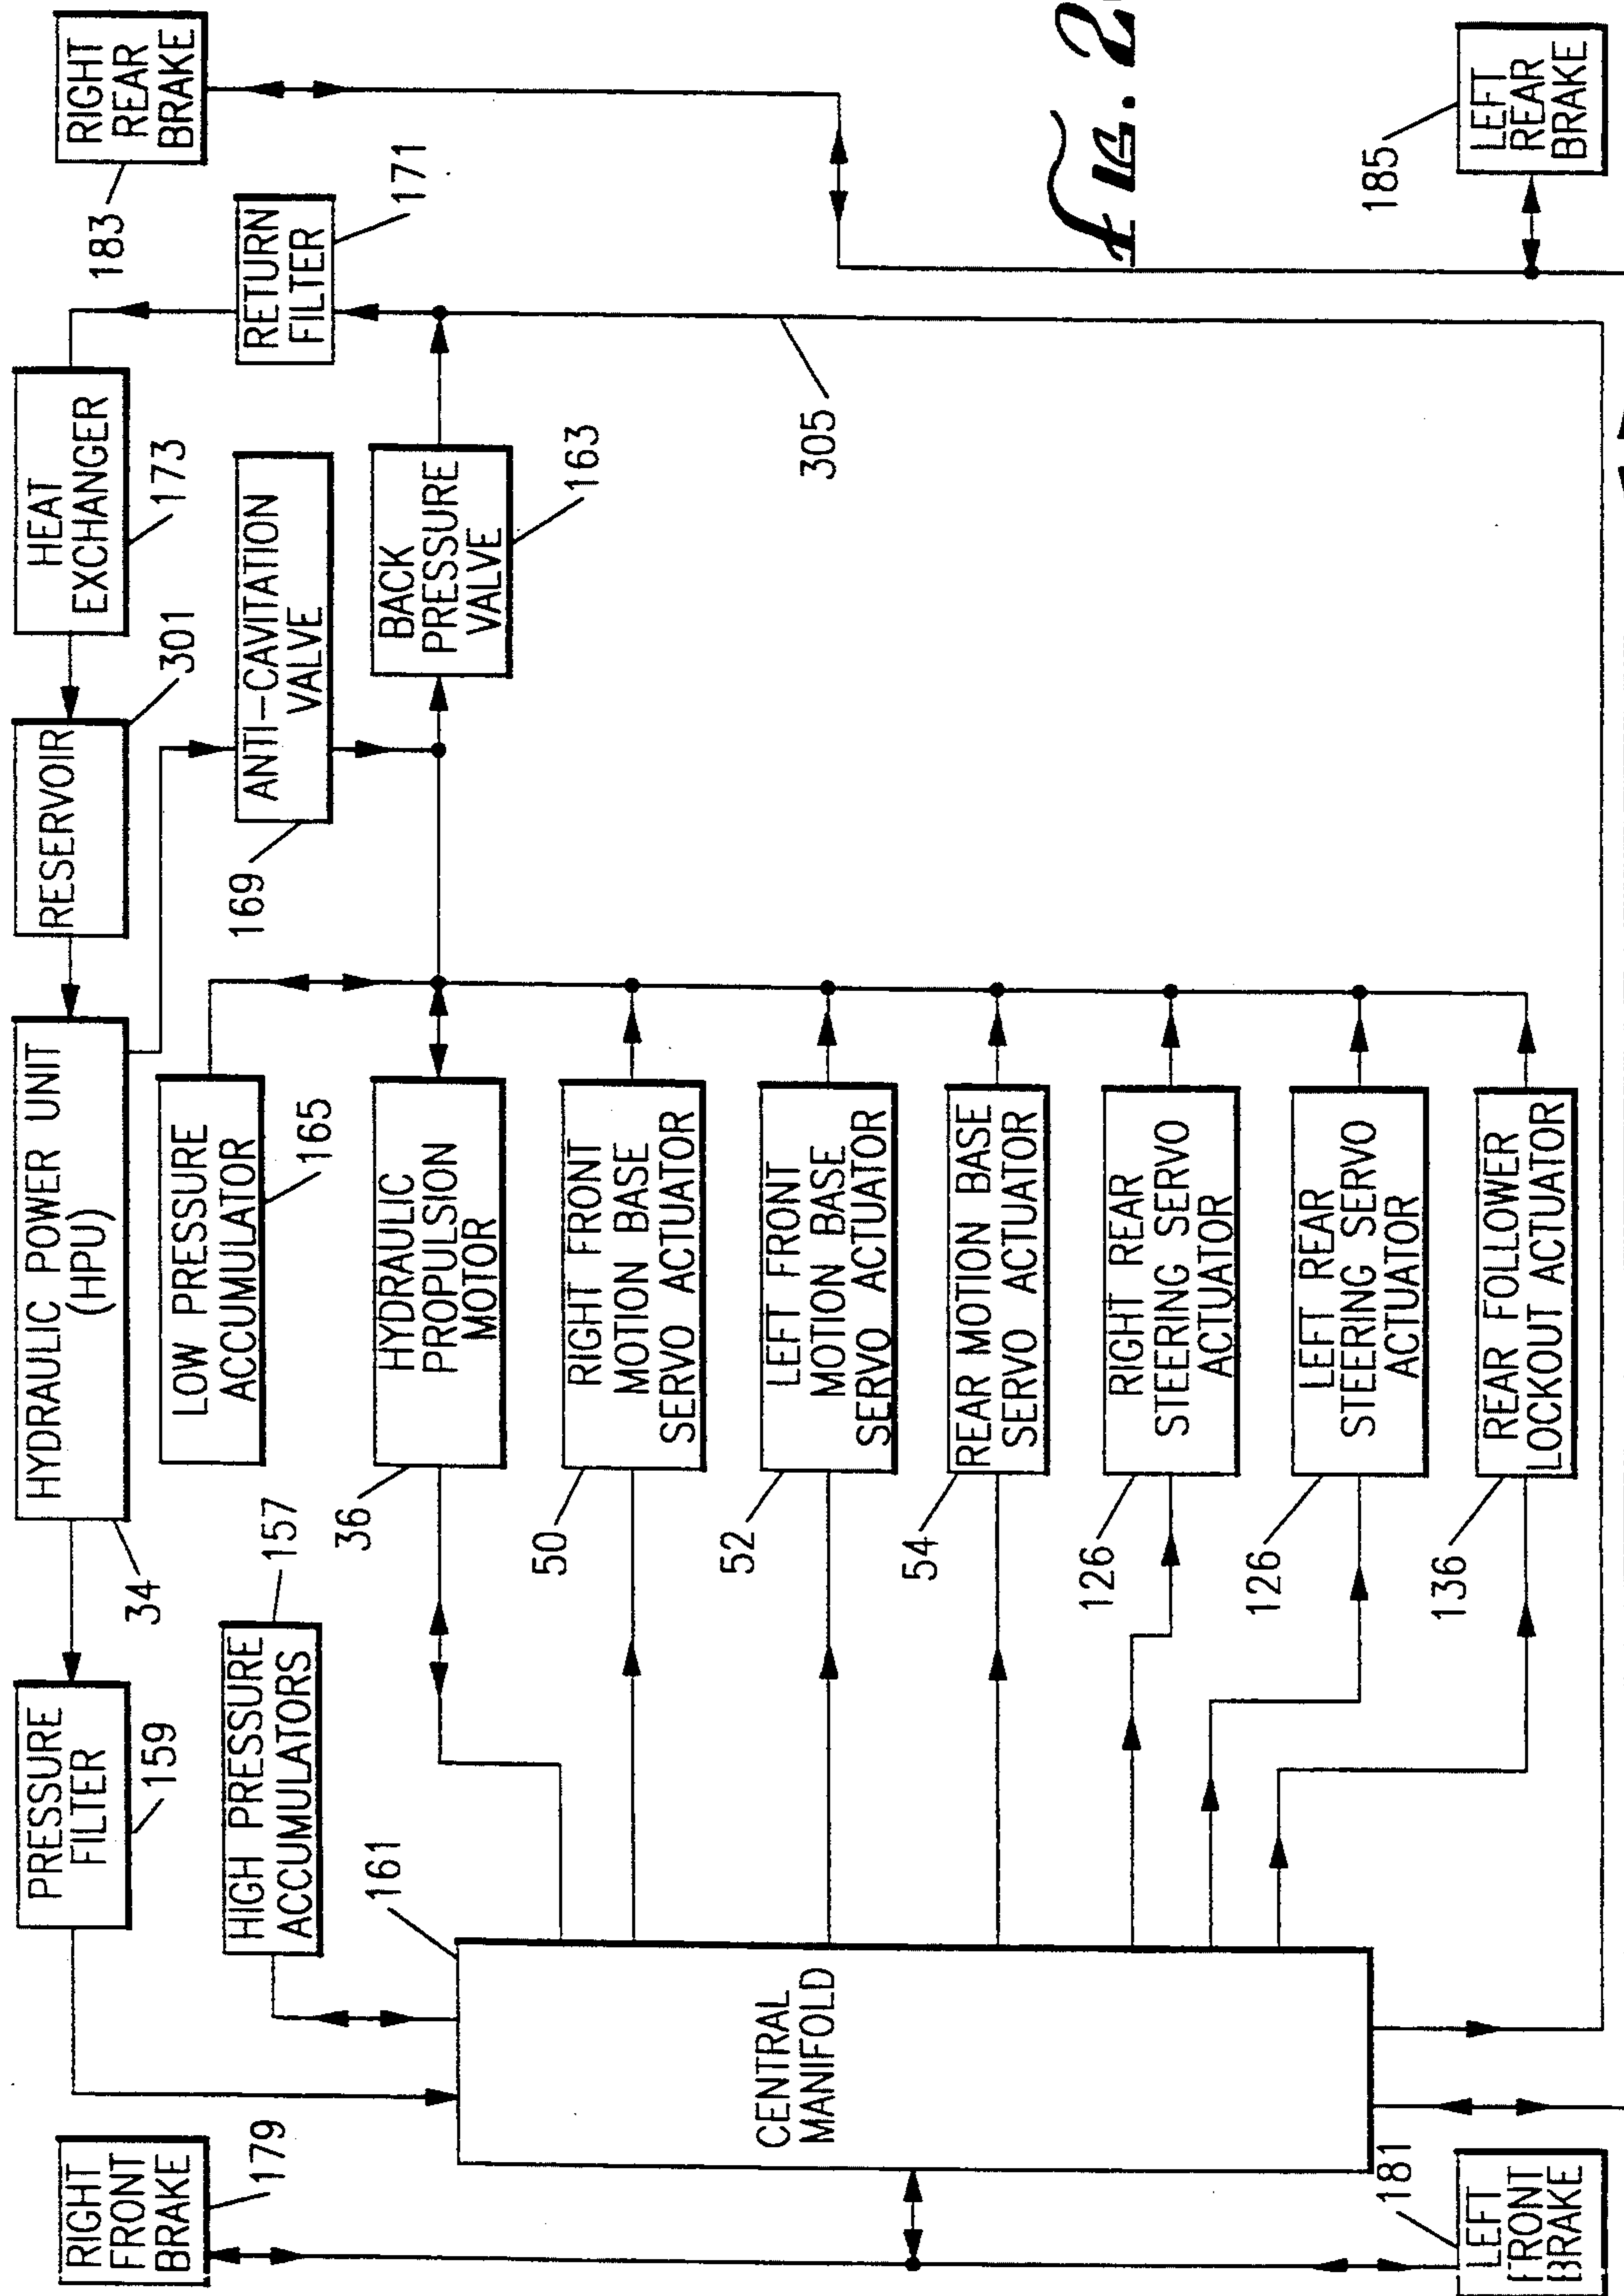 RIGHT
FRONT
BRAKE
179
PRESSURE
FILTER
159
HYDRAULIC POWER UNIT
(HPU)
34
RESERVOIR
301
HEAT
EXCHANGER
173
RIGHT
REAR
BRAKE
183
HIGH PRESSURE
ACCUMULATORS
157
LOW PRESSURE
ACCUMULATOR
165
ANTI-CAVITATION
VALVE
169
RETURN
FILTER
171
161
CENTRAL
MANIFOLD
HYDRAULIC
PROPULSION
MOTOR
36
BACK
PRESSURE
VALVE
163
RIGHT FRONT
MOTION BASE
SERVO ACTUATOR
50
LEFT FRONT
MOTION BASE
SERVO ACTUATOR
52
305
REAR MOTION BASE
SERVO ACTUATOR
54
RIGHT REAR
STEERING SERVO
ACTUATOR
126
LEFT REAR
STEERING SERVO
ACTUATOR
126
REAR FOLLOWER
LOCKOUT ACTUATOR
136
FIG. 2
181
LEFT
FRONT
BRAKE
185
LEFT
REAR
BRAKE